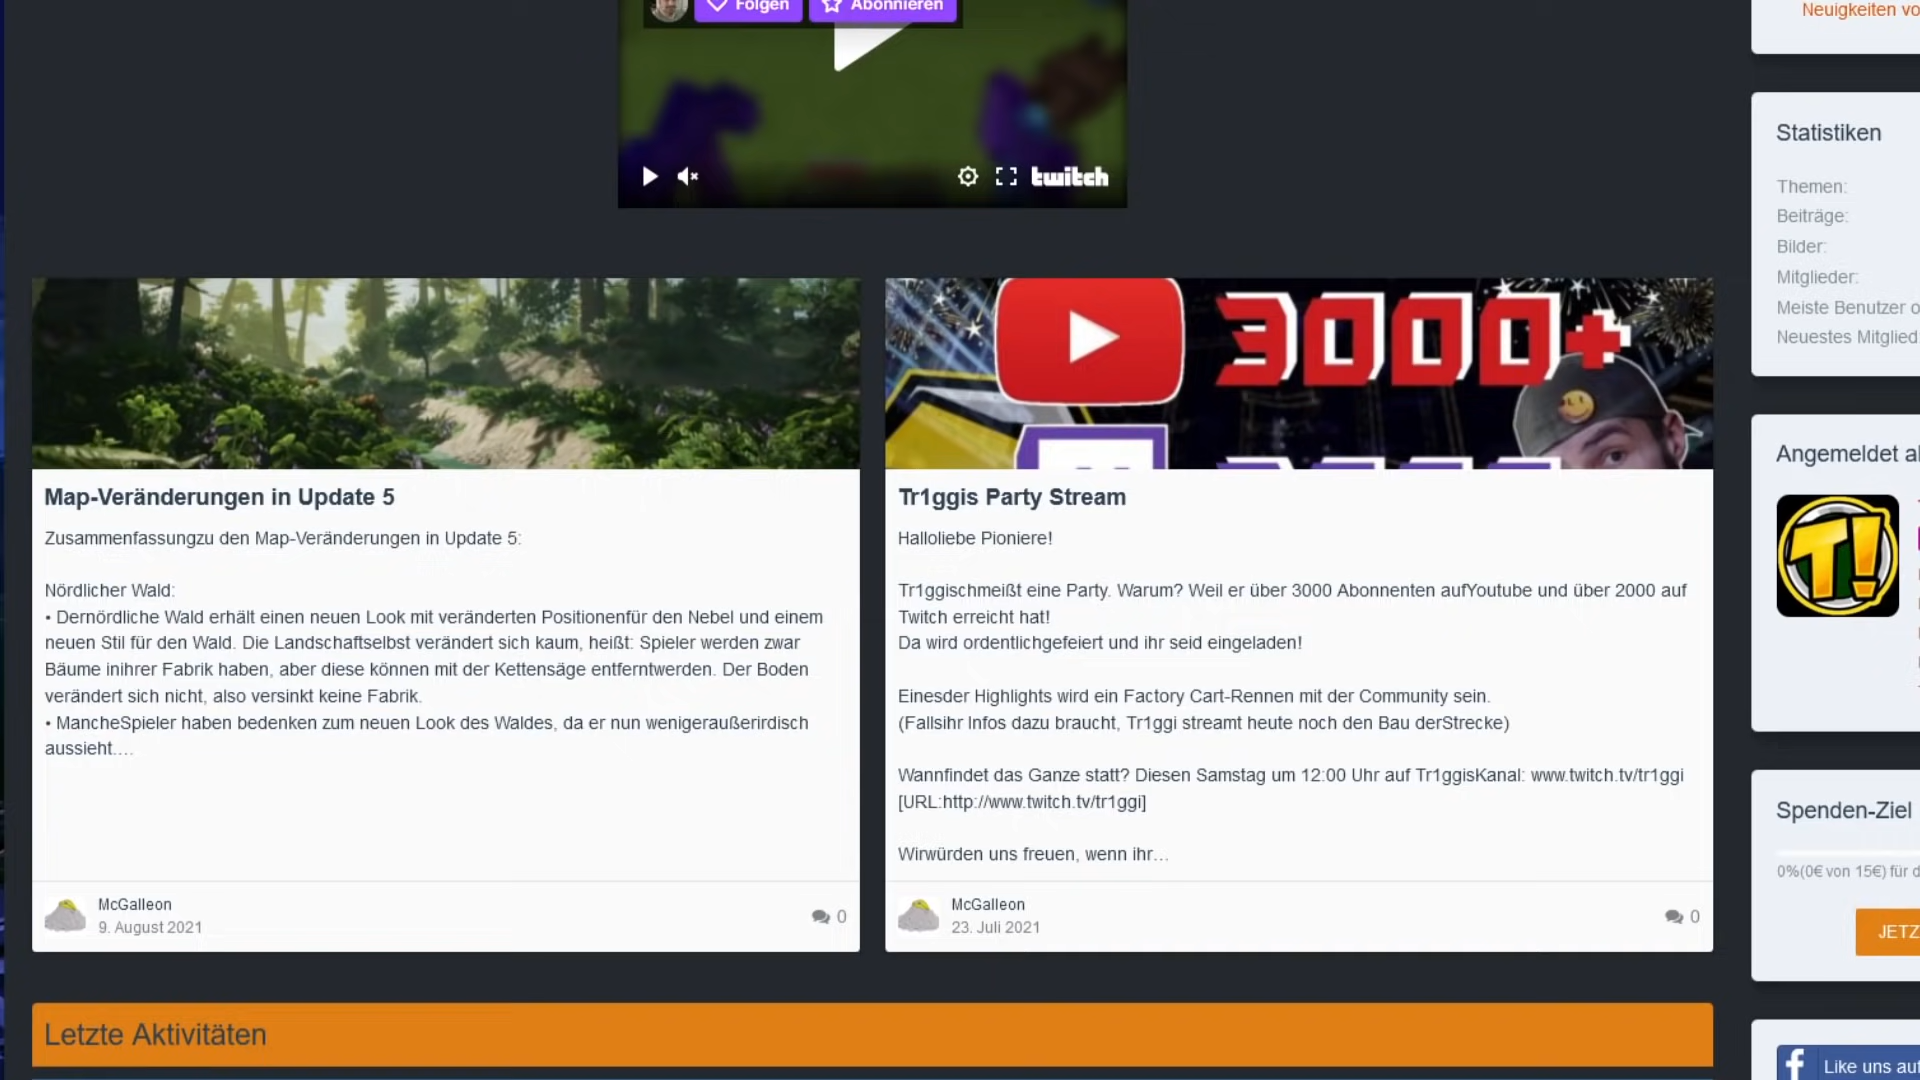 Folgen
Abonnieren
twitch
3000+
Map-Veränderungen in Update 5
Zusammenfassungzu den Map-Veränderungen in Update 5:
Nördlicher Wald:
• Dernördliche Wald erhält einen neuen Look mit veränderten Positionenfür den Nebel und einem
neuen Stil für den Wald. Die Landschaftselbst verändert sich kaum, heißt: Spieler werden zwar
Bäume inihrer Fabrik haben, aber diese können mit der Kettensäge entferntwerden. Der Boden
verändert sich nicht, also versinkt keine Fabrik.
• MancheSpieler haben bedenken zum neuen Look des Waldes, da er nun wenigeraußerirdisch
aussieht.…
McGalleon
9. August 2021
0
Tr1ggis Party Stream
Halloliebe Pioniere!
Tr1ggischmeißt eine Party. Warum? Weil er über 3000 Abonnenten aufYoutube und über 2000 auf
Twitch erreicht hat!
Da wird ordentlichgefeiert und ihr seid eingeladen!
Einesder Highlights wird ein Factory Cart-Rennen mit der Community sein.
(Fallsihr Infos dazu braucht, Tr1ggi streamt heute noch den Bau derStrecke)
Wannfindet das Ganze statt? Diesen Samstag um 12:00 Uhr auf Tr1ggisKanal: www.twitch.tv/tr1ggi
[URL:http://www.twitch.tv/tr1ggi]
Wirwürden uns freuen, wenn ihr…
McGalleon
23. Juli 2021
0
Letzte Aktivitäten
Neuigkeiten vo
Statistiken
Themen:
Beiträge:
Bilder:
Mitglieder:
Meiste Benutzer o
Neuestes Mitglied
Angemeldet al
T!
Spenden-Ziel
0%(0€ von 15€) für d
JETZ
f Like uns auf